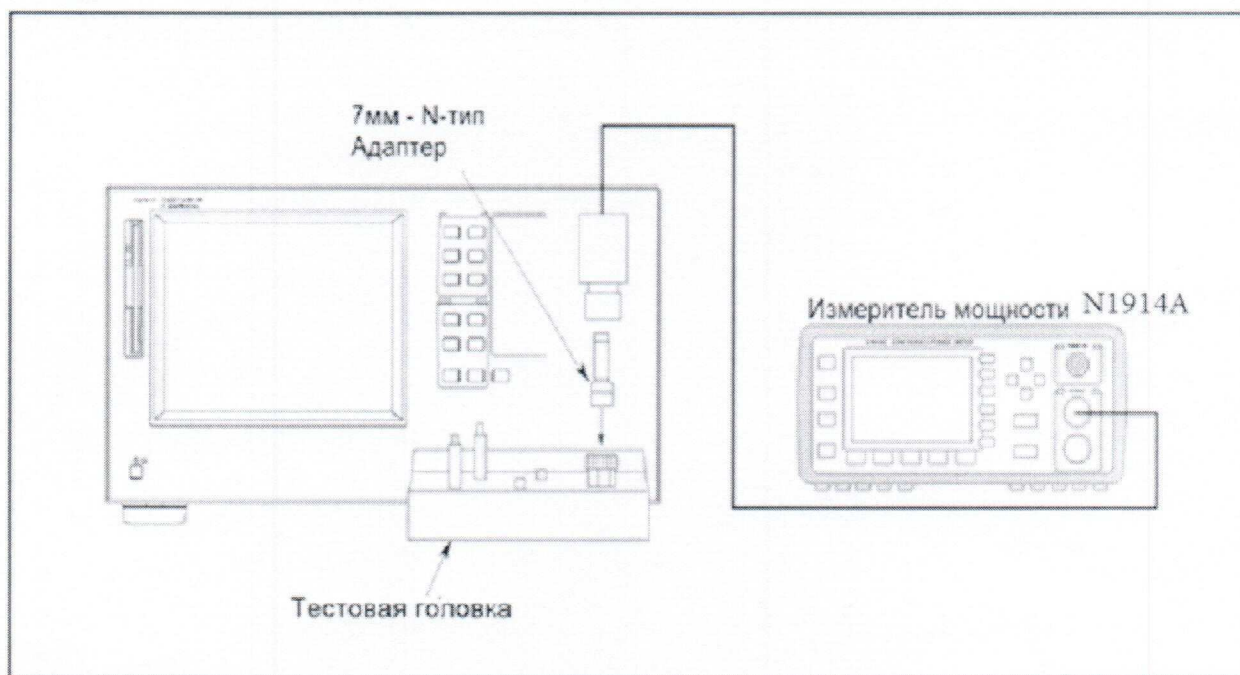 7мм - N-тип
Адаптер
Измеритель мощности N1914A
Тестовая головка